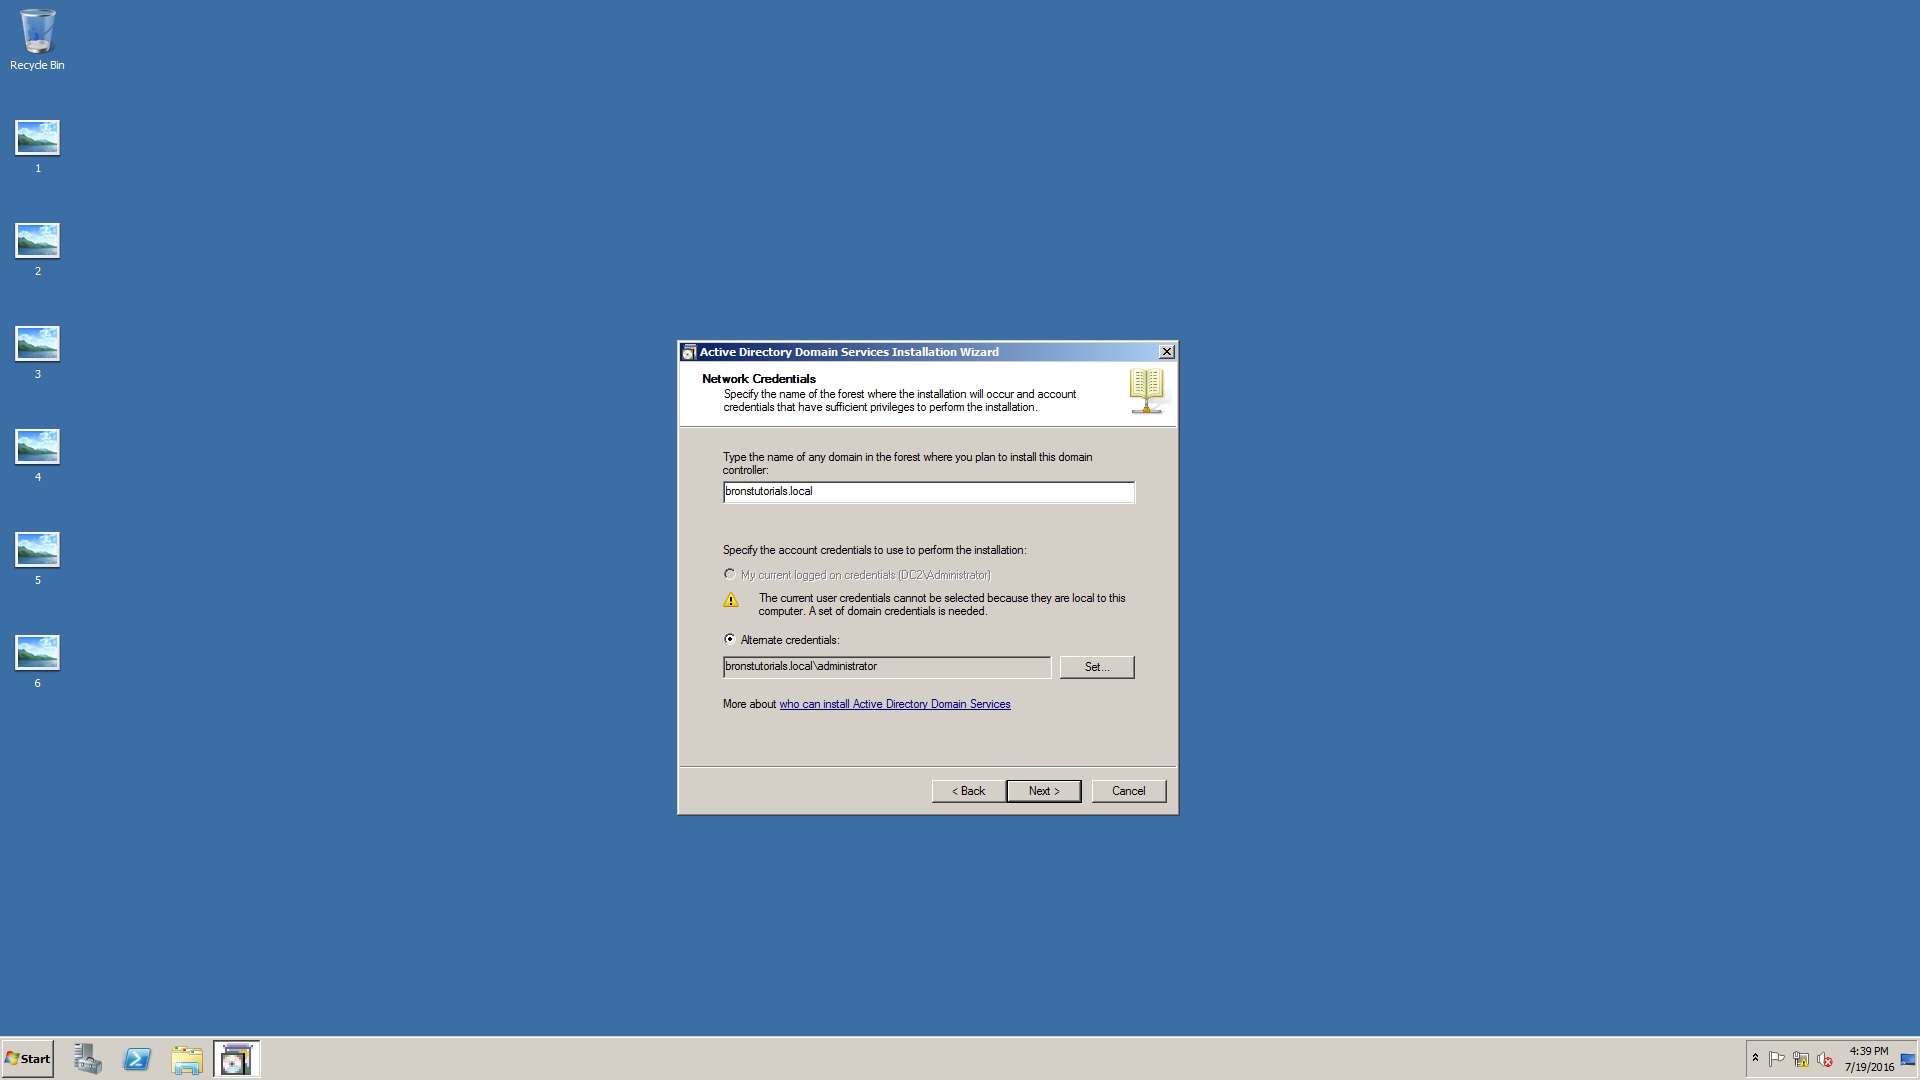 Recycle Bin
1
2
3
4
5
6
Active Directory Domain Services Installation Wizard
Network Credentials
Specify the name of the forest where the installation will occur and account
credentials that have sufficient privileges to perform the installation.
Type the name of any domain in the forest where you plan to install this domain
controller:
bronstutorials.local
Specify the account credentials to use to perform the installation:
My current logged on credentials (DC2\Administrator)
The current user credentials cannot be selected because they are local to this
computer. A set of domain credentials is needed.
Alternate credentials:
bronstutorials.local\administrator
Set...
More about who can install Active Directory Domain Services
< Back
Next >
Cancel
Start
4:39 PM
7/19/2016